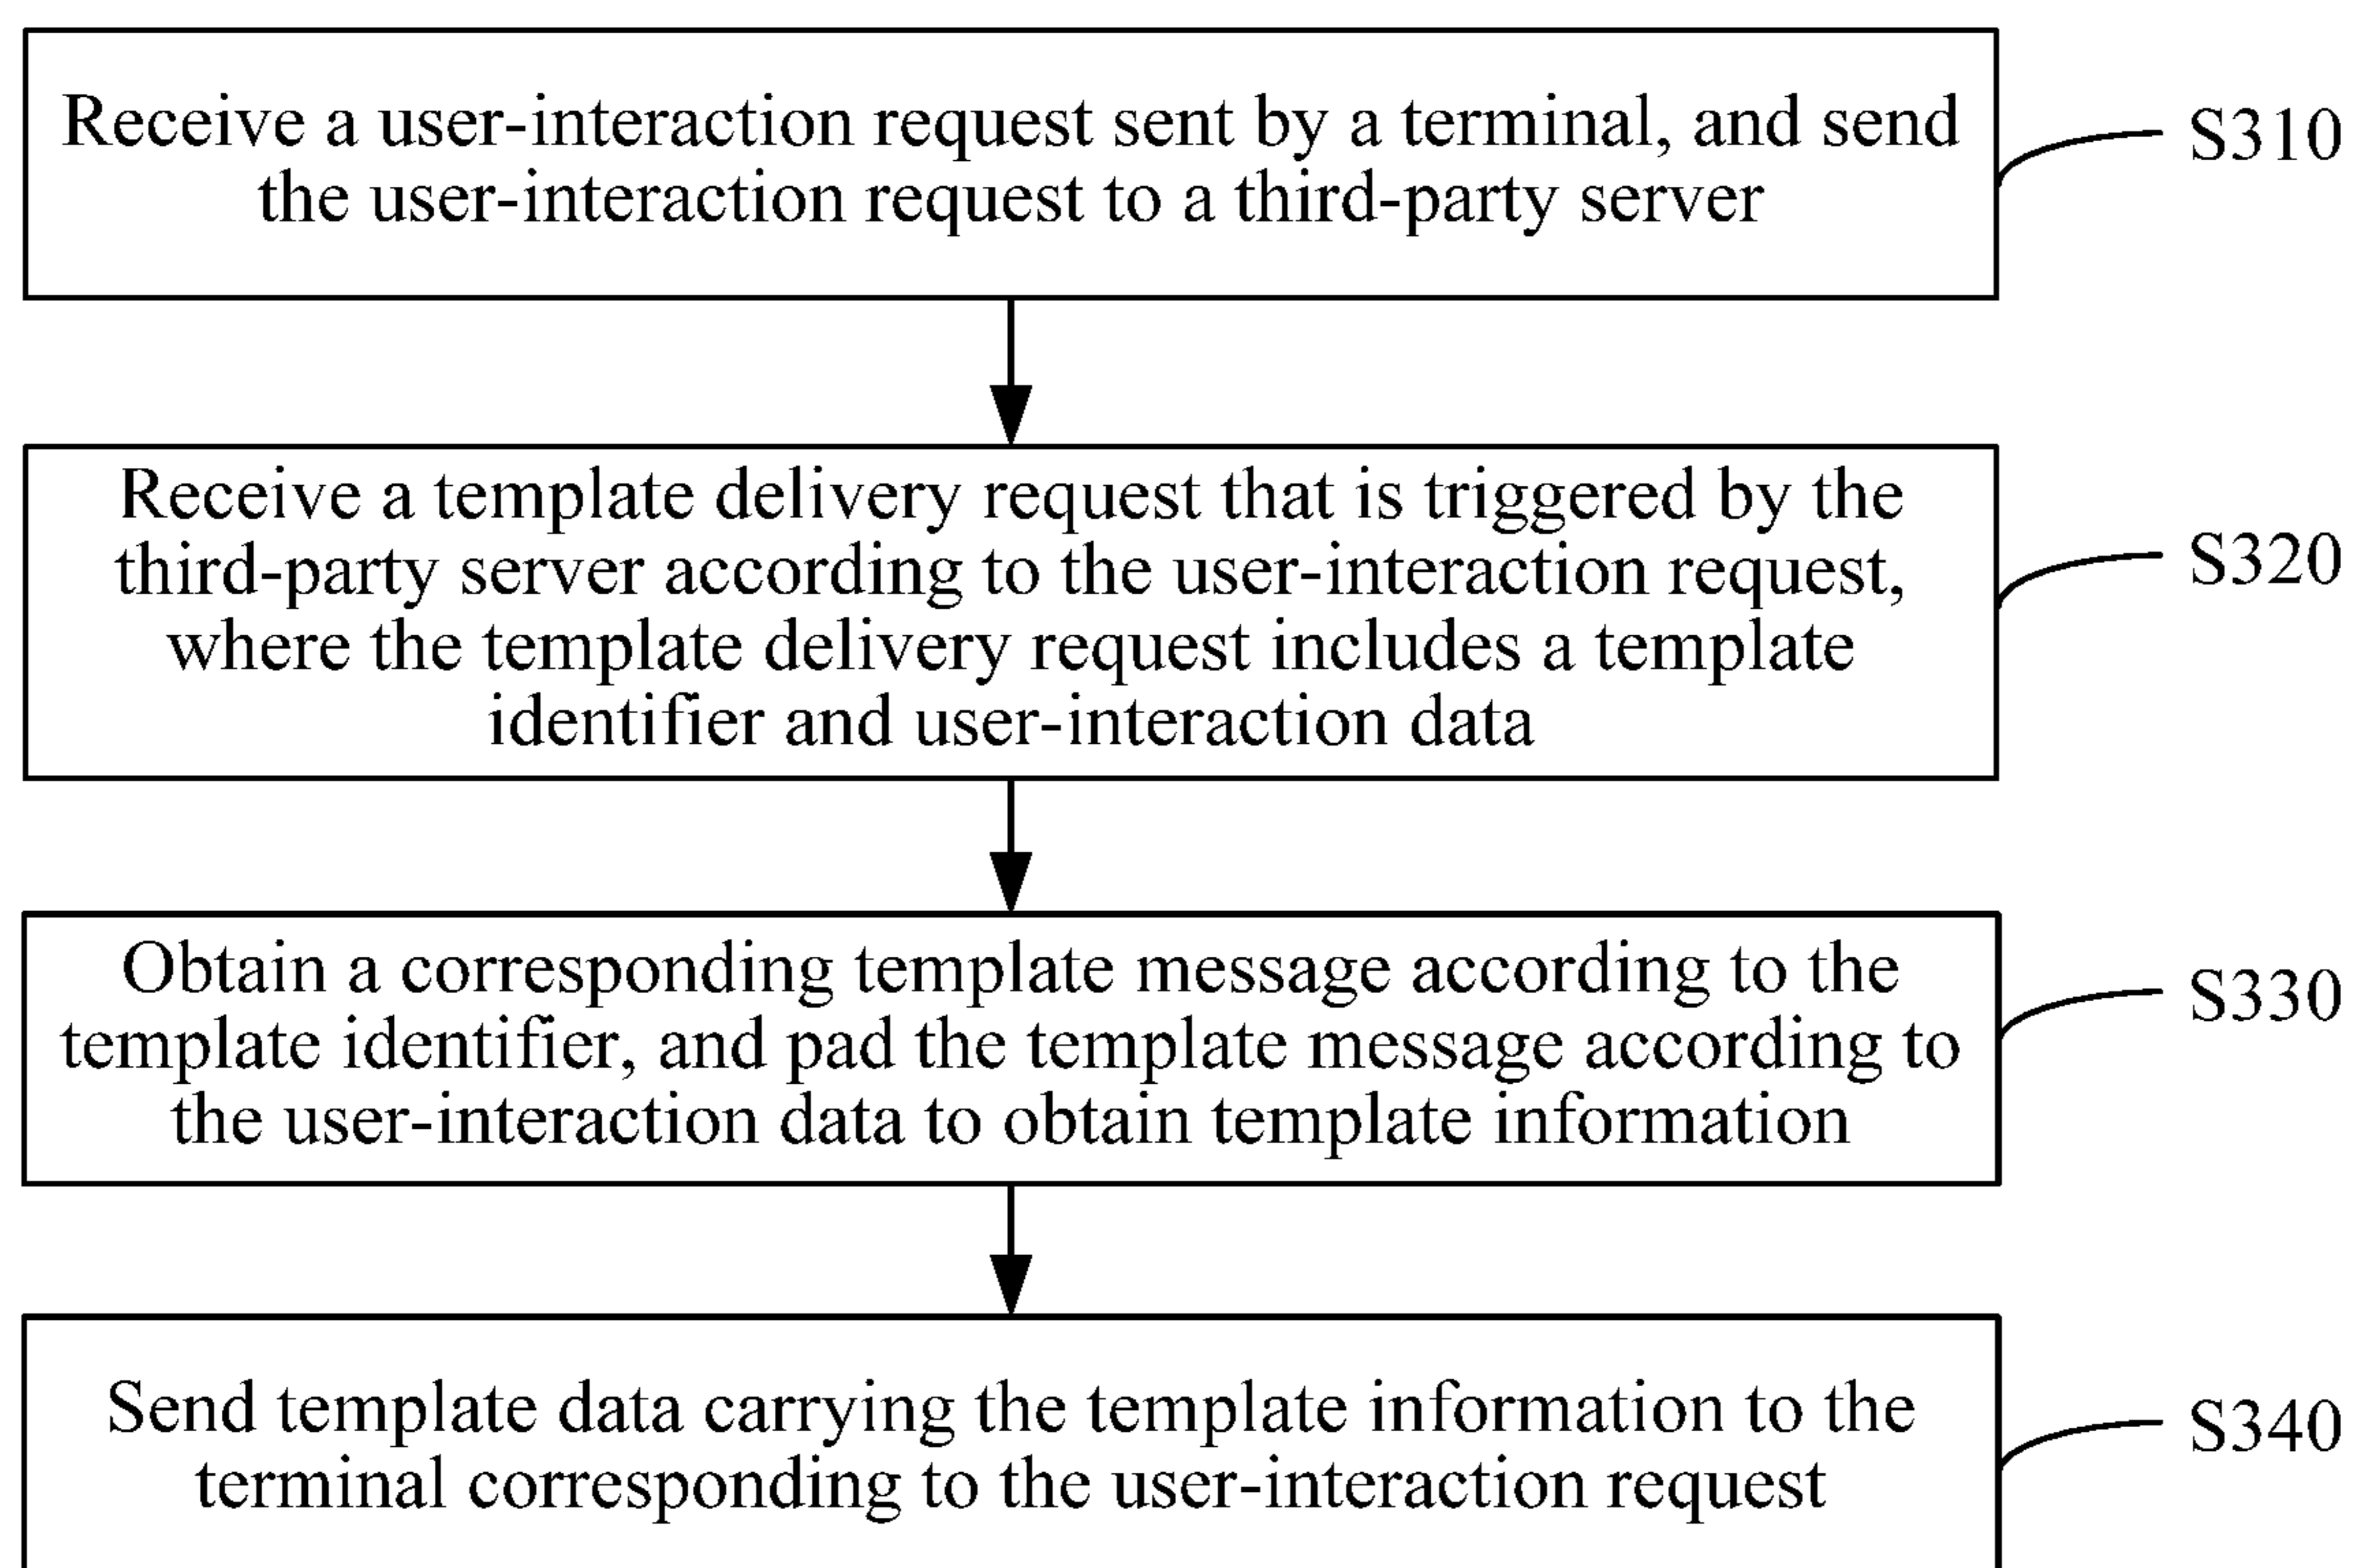 Receive a user-interaction request sent by a terminal, and send
the user-interaction request to a third-party server
S310
Receive a template delivery request that is triggered by the
third-party server according to the user-interaction request,
where the template delivery request includes a template
identifier and user-interaction data
S320
Obtain a corresponding template message according to the
template identifier, and pad the template message according to
the user-interaction data to obtain template information
S330
Send template data carrying the template information to the
terminal corresponding to the user-interaction request
S340